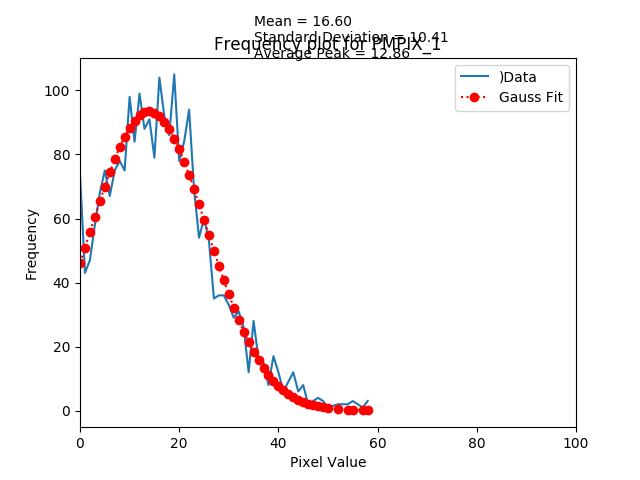 Mean = 16.60
Standard Deviation = 10.41
Frequency plot for PMPIX_1
Average Peak = 12.86
)Data
Gauss Fit
100
80
60
40
20
0
Frequency
0 20 40 60 80 100
Pixel Value